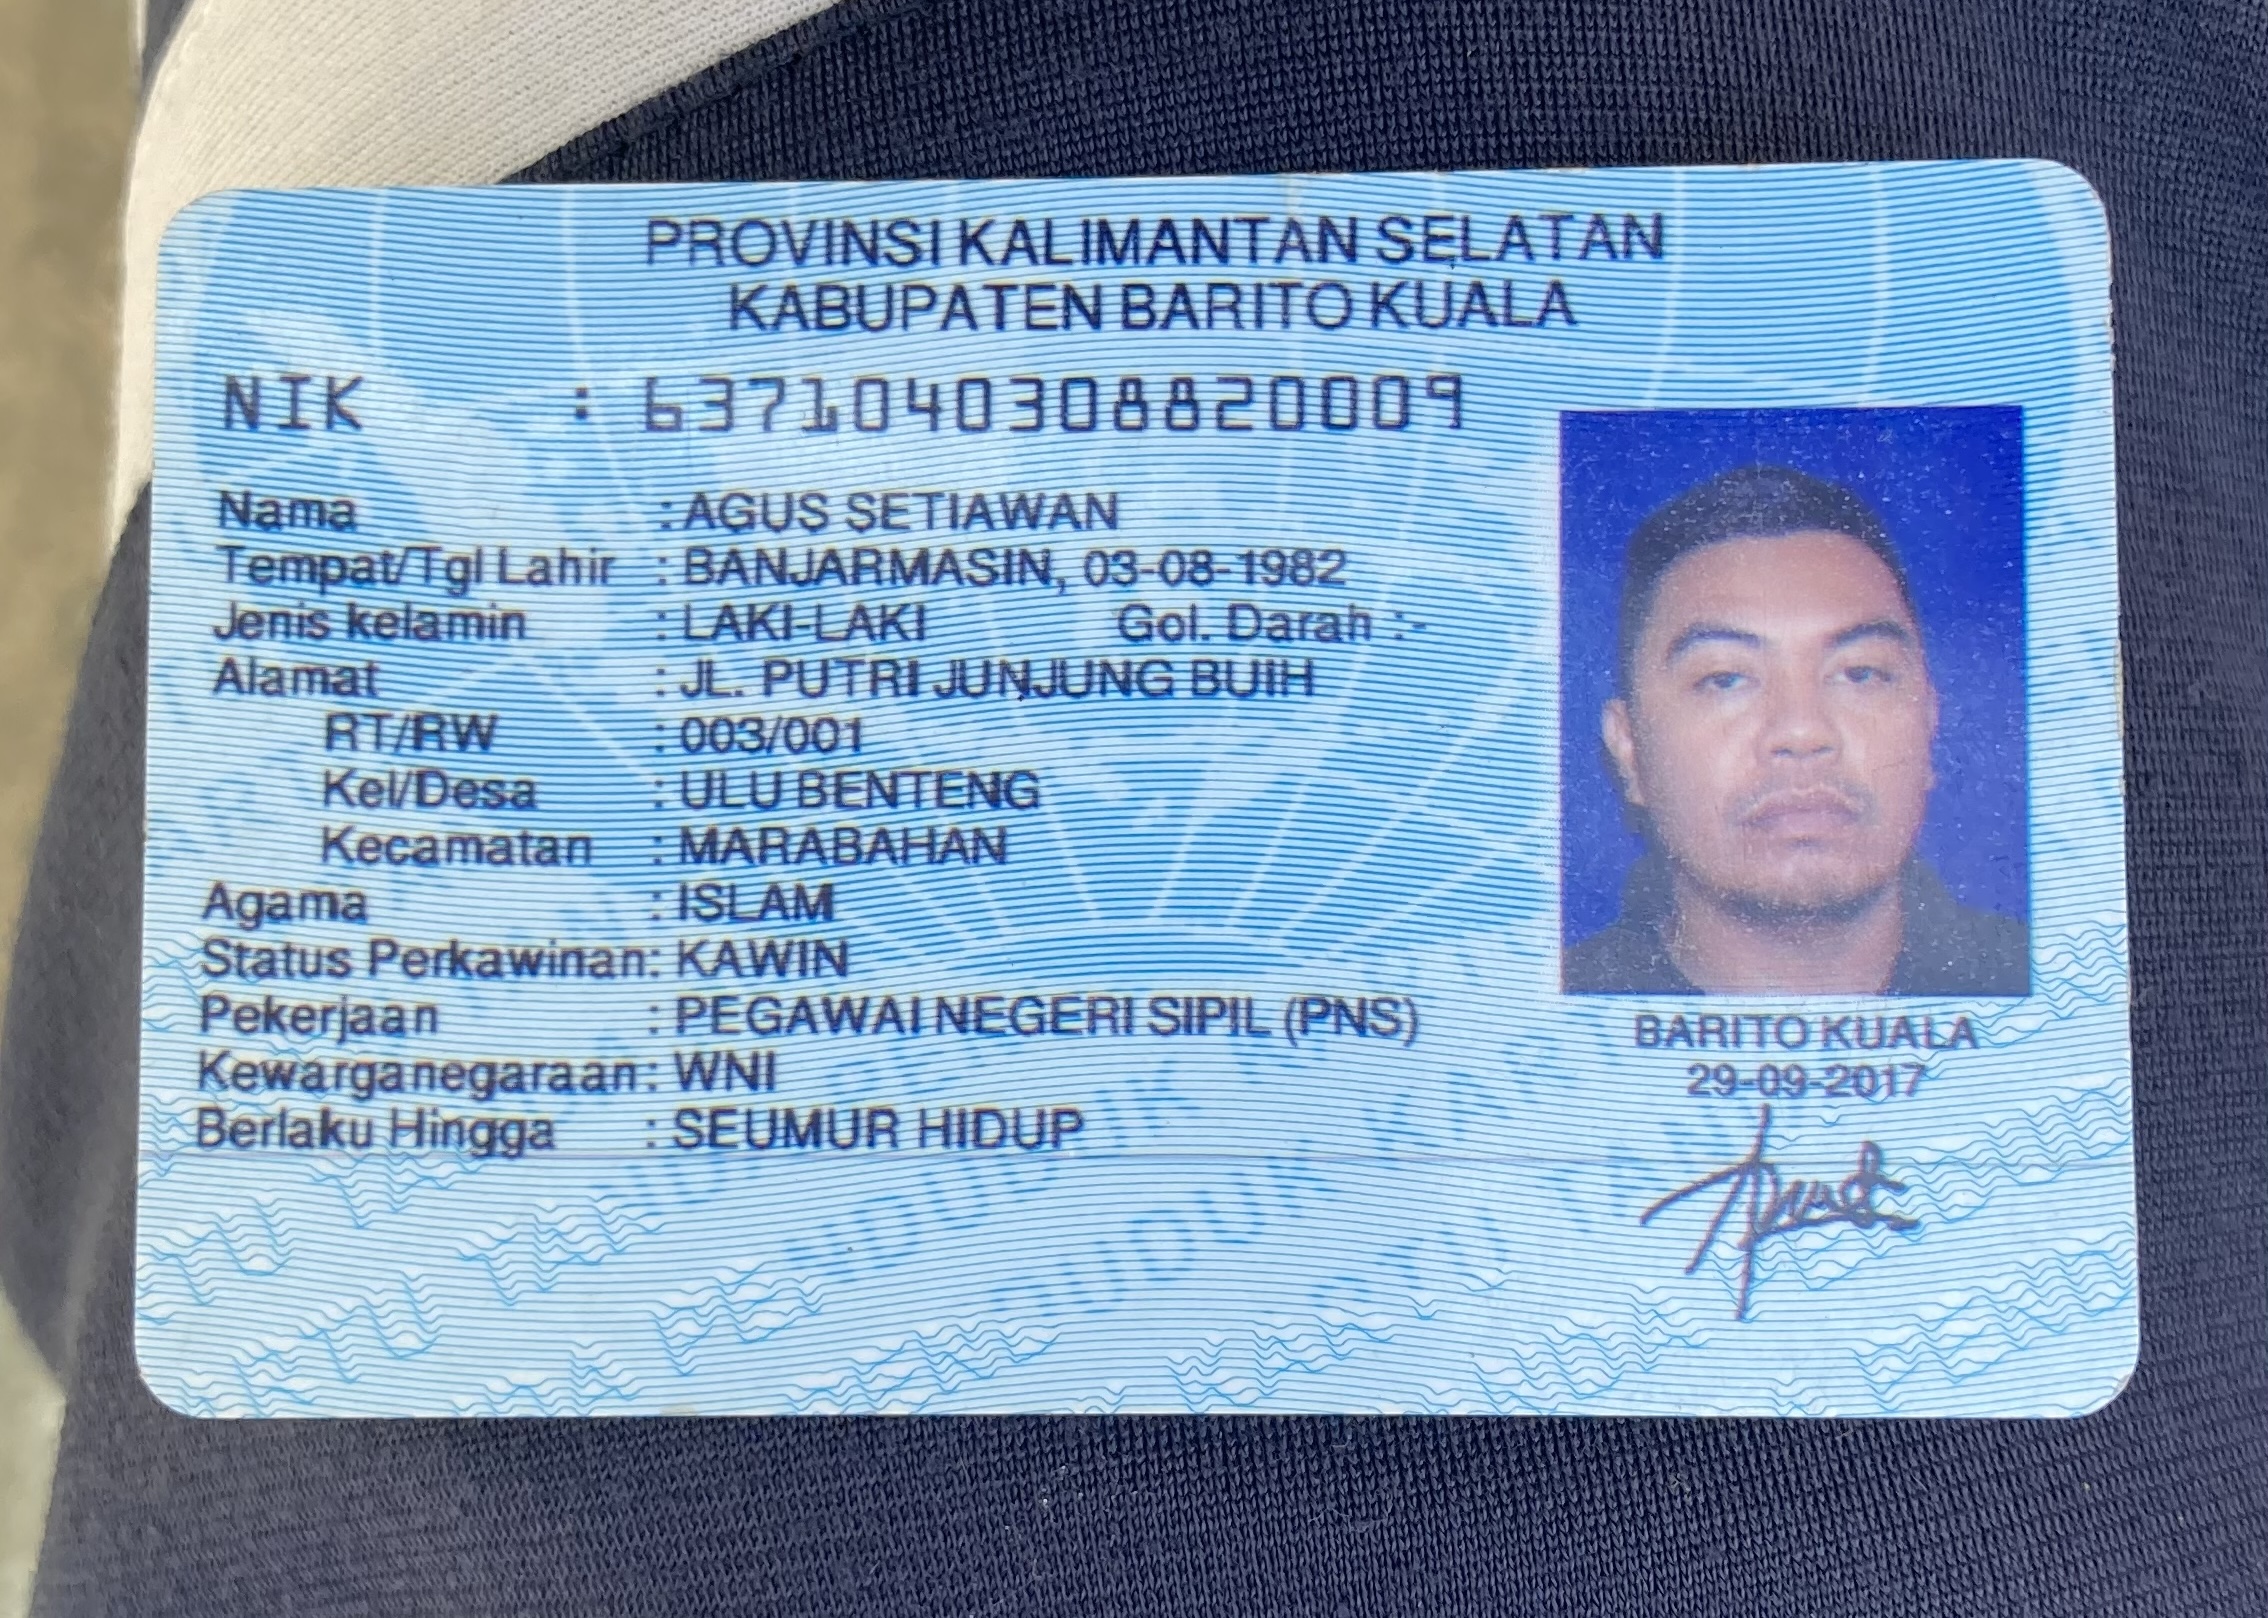 PROVINSI KALIMANTAN SELATAN
KABUPATEN BARITO KUALA
NIK : 6371040308820009
Nama : AGUS SETIAWAN
Tempat/Tgl Lahir : BANJARMASIN, 03-08-1982
Jenis kelamin : LAKI-LAKI Gol. Darah :-
Alamat : JL. PUTRI JUNJUNG BUIH
RT/RW : 003/001
Kel/Desa : ULU BENTENG
Kecamatan : MARABAHAN
Agama : ISLAM
Status Perkawinan: KAWIN
Pekerjaan : PEGAWAI NEGERI SIPIL (PNS)
Kewarganegaraan: WNI
Berlaku Hingga : SEUMUR HIDUP
BARITO KUALA
29-09-2017